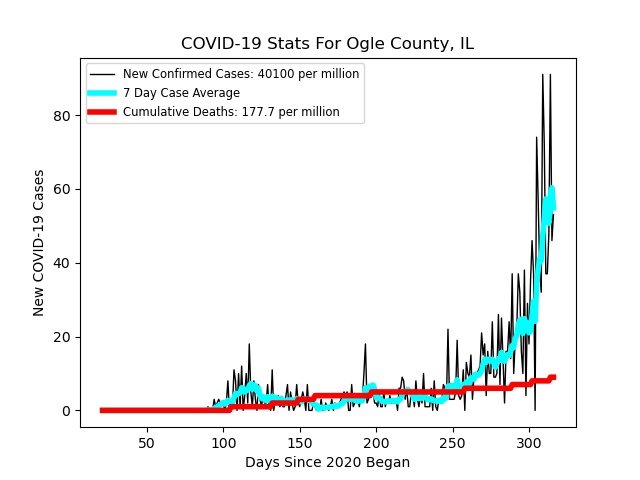 COVID-19 Stats For Ogle County, IL
New Confirmed Cases: 40100 per million
7 Day Case Average
Cumulative Deaths: 177.7 per million
New COVID-19 Cases
80
60
40
20
0
50 100 150 200 250 300
Days Since 2020 Began